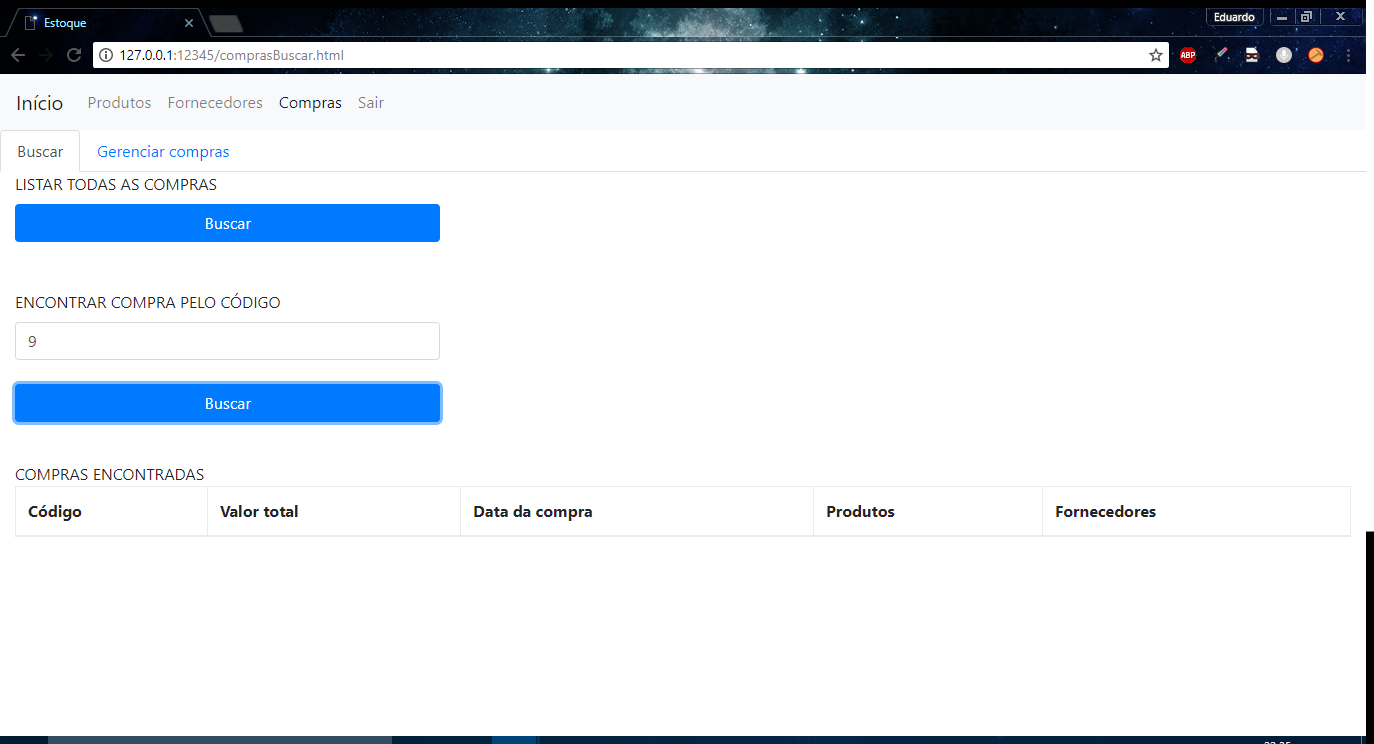 Estoque
Eduardo
127.0.0.1:12345/comprasBuscar.html
ABP
Início Produtos Fornecedores Compras Sair
Buscar Gerenciar compras
LISTAR TODAS AS COMPRAS
Buscar
ENCONTRAR COMPRA PELO CÓDIGO
9
Buscar
COMPRAS ENCONTRADAS
Código Valor total Data da compra Produtos Fornecedores